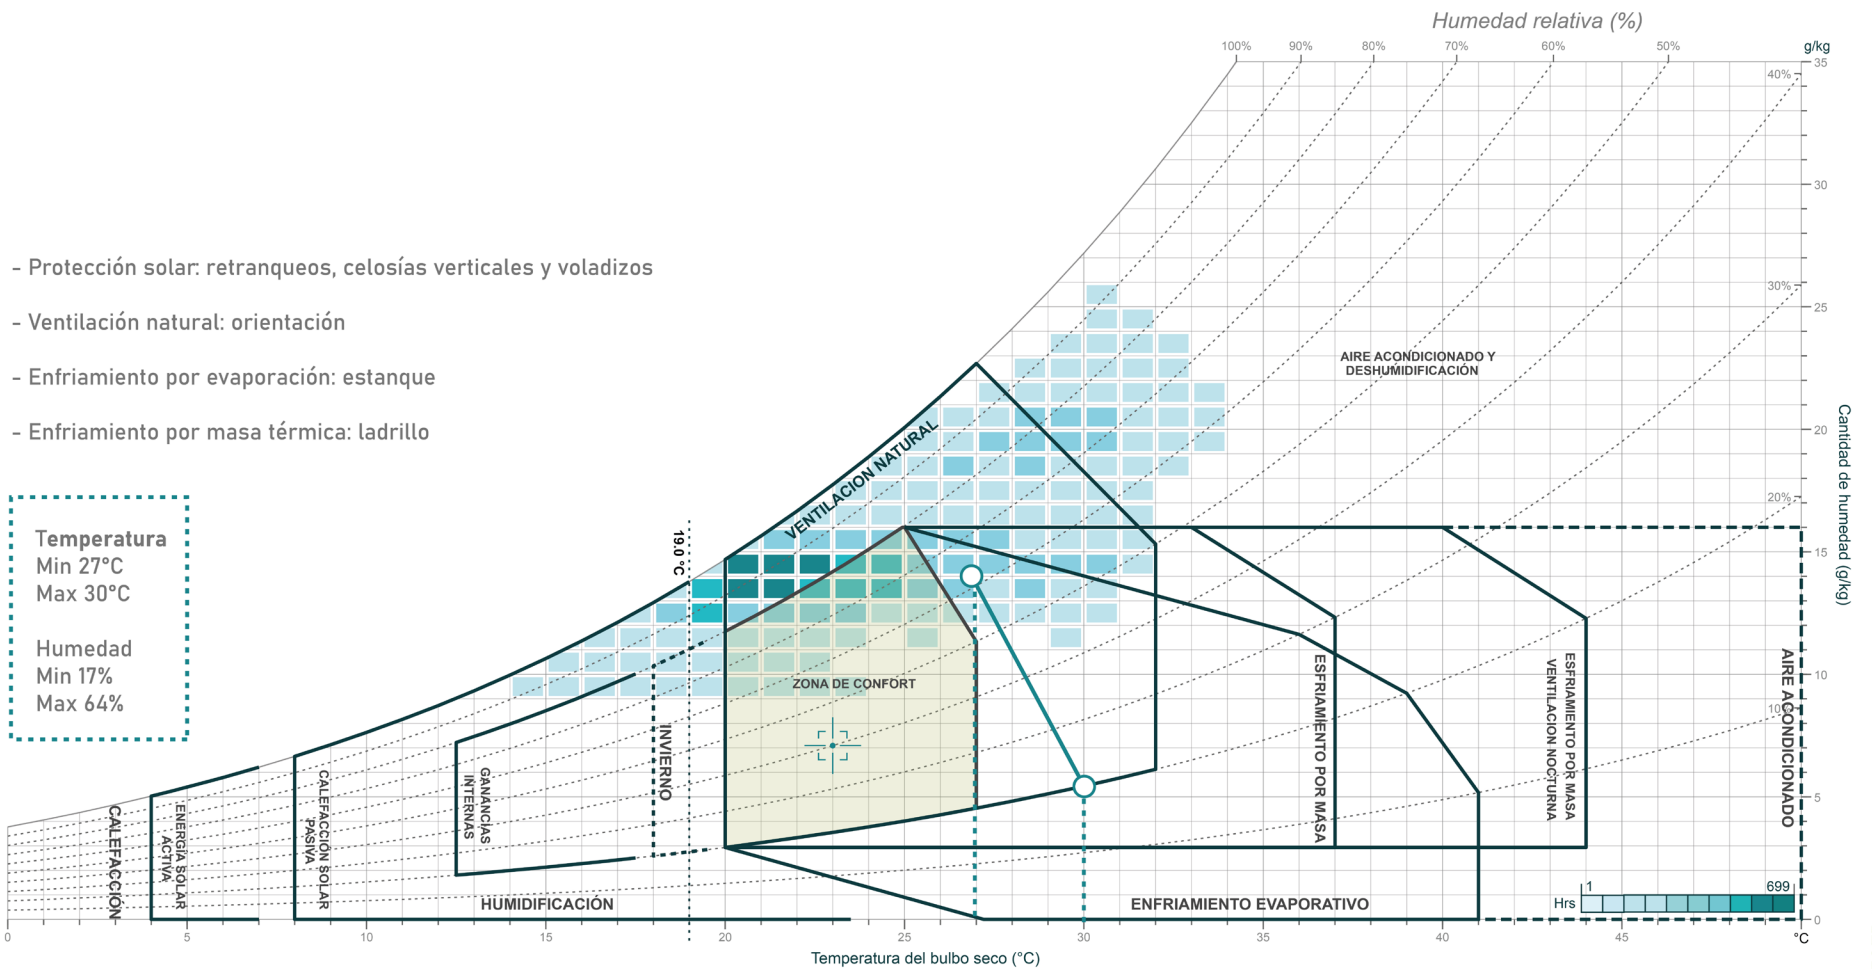 Humedad relativa (%)
100% 90% 80% 70% 60% 50%
g/kg
35
40%
30
30%
25
20
20%
15
10
10%
5
0
Cantidad de humedad (g/kg)
- Protección solar: retranqueos, celosías verticales y voladizos
- Ventilación natural: orientación
- Enfriamiento por evaporación: estanque
- Enfriamiento por masa térmica: ladrillo
Temperatura
Min 27°C
Max 30°C
Humedad
Min 17%
Max 64%
AIRE ACONDICIONADO Y
DESHUMIDIFICACIÓN
VENTILACION NATURAL
19.0 °C
ZONA DE CONFORT
INVIERNO
GANANCIAS
INTERNAS
CALEFACCIÓN SOLAR
PASIVA
ENERGÍA SOLAR
ACTIVA
CALEFACCIÓN
HUMIDIFICACIÓN
ENFRIAMIENTO EVAPORATIVO
ESFRIAMIENTO POR MASA
ESFRIAMIENTO POR MASA
VENTILACION NOCTURNA
AIRE ACONDICIONADO
1 699
Hrs
0 5 10 15 20 25 30 35 40 45 °C
Temperatura del bulbo seco (°C)